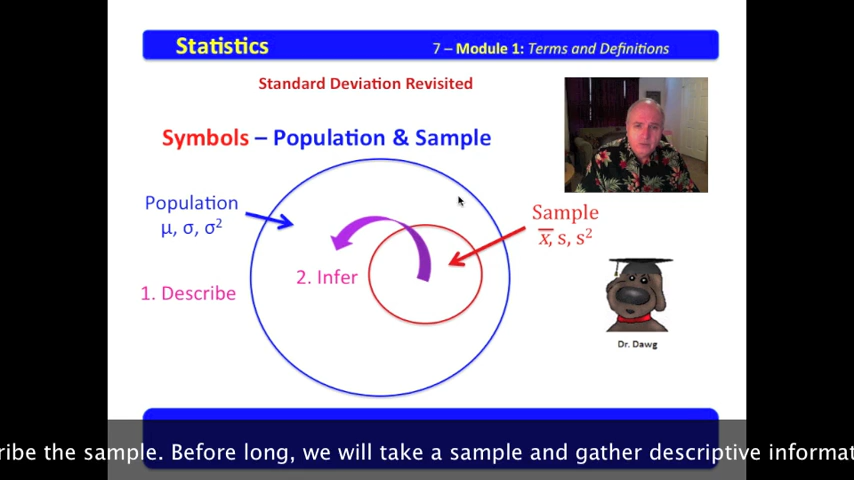 Statistics
7 – Module 1: Terms and Definitions
Standard Deviation Revisited
Symbols – Population & Sample
Population
μ, σ, σ²
Sample
x̅, s, s²
2. Infer
1. Describe
Dr. Dawg
ribe the sample. Before long, we will take a sample and gather descriptive informat